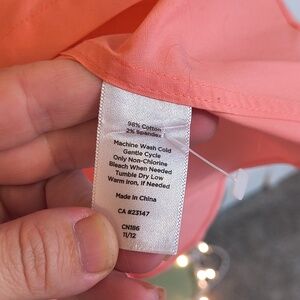 98% Cotton
2% Spandex
Machine Wash Cold
Gentle Cycle
Only Non-Chlorine
Bleach When Needed
Tumble Dry Low
Warm Iron, If Needed
Made in China
CA #23147
CN186
11/12